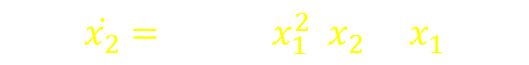 ẋ₂ = x₁² x₂ x₁